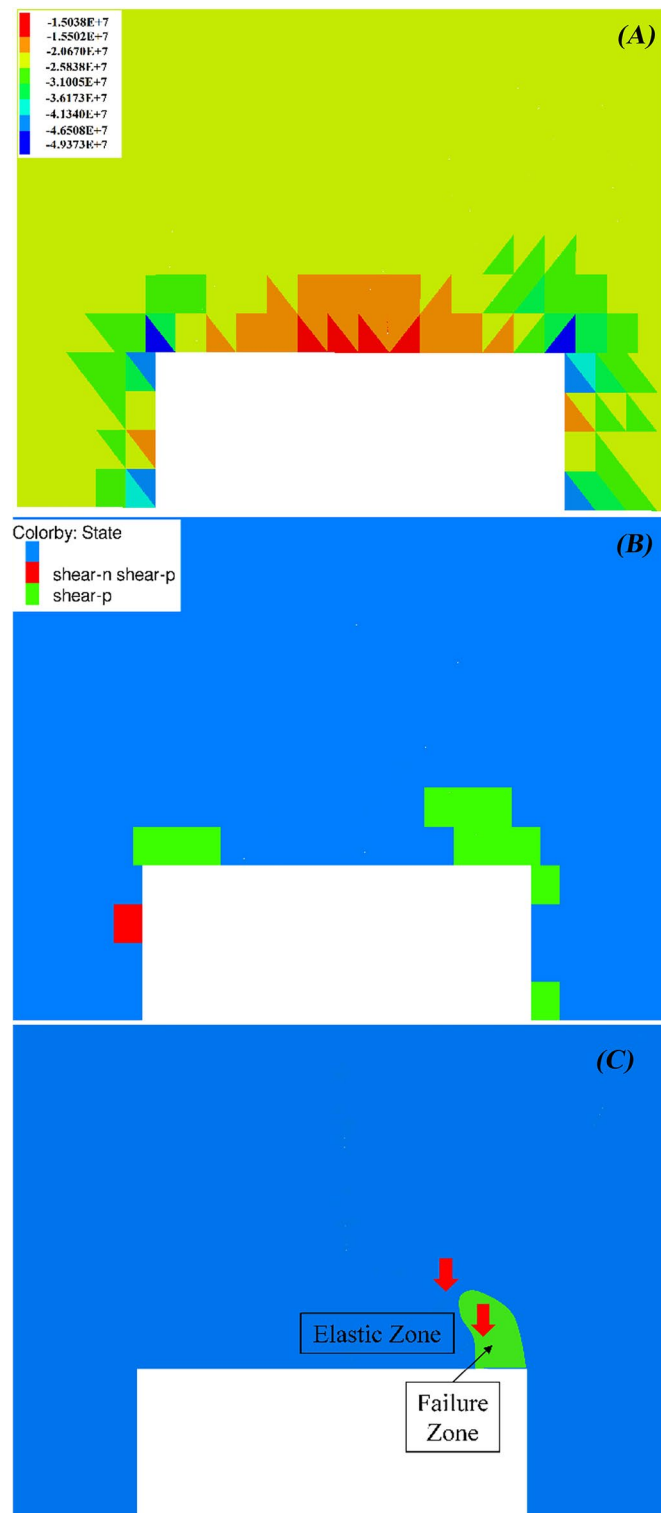 (A)
-1.5038E+7
-1.5502E+7
-2.0670E+7
-2.5838E+7
-3.1005E+7
-3.6173E+7
-4.1340E+7
-4.6508E+7
-4.9373E+7
(B)
Colorby: State
shear-n shear-p
shear-p
(C)
Elastic Zone
Failure
Zone